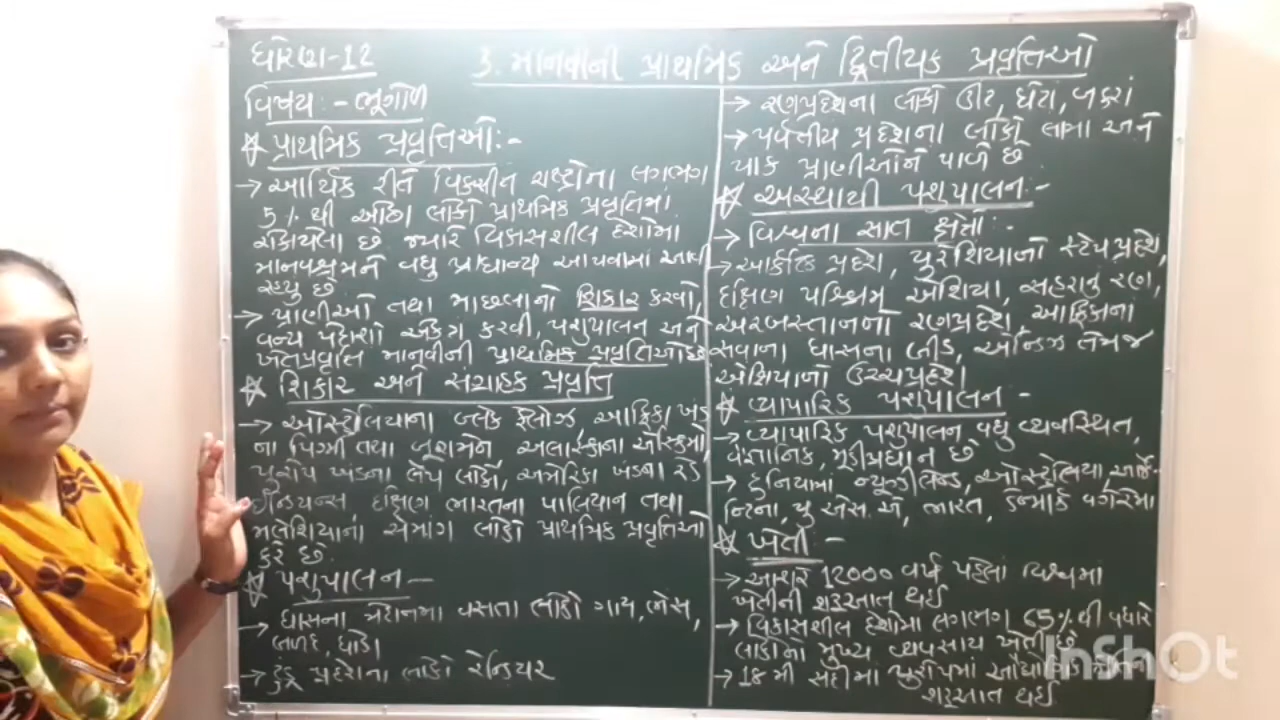 ધોરણ-12
3. માનવીની પ્રાથમિક અને દ્વિતીયક પ્રવૃત્તિઓ
વિષય:- ભૂગોળ
☆ પ્રાથમિક પ્રવૃત્તિઓ:-
→ આર્થિક રીતે વિકસીત રાષ્ટ્રોના લગભગ
5% થી ઓછા લોકો પ્રાથમિક પ્રવૃતિમાં
રોકાયેલા છે જ્યારે વિકાસશીલ દેશોમાં
માનવશ્રમને વધુ પ્રાધાન્ય આપવામાં આવી
રહ્યુ છે
→ પ્રાણીઓ તથા માછલાનો શિકાર કરવો,
વન્ય પેદાશો એકઠી કરવી, પશુપાલન અને
ખેતપ્રવૃતિ માનવીની પ્રાથમિક પ્રવૃતિઓ છે
☆ શિકાર અને સંગ્રાહક પ્રવૃત્તિ
→ ઓસ્ટ્રેલિયાના બ્લેક ફેલોઝ, આફ્રિકા ખંડ
ના પિગ્મી તથા બુશમેન અલાસ્કાના એસ્કિમો
યુરોપ ખંડના લેપ લોકો, અમેરિકા ખંડના રેડ
ઈન્ડિયન્સ, દક્ષિણ ભારતના પાલિયાન તથા
મલેશિયાના સેમાંગ લોકો પ્રાથમિક પ્રવૃત્તિઓ
કરે છે
☆ પશુપાલન -
→ ઘાસના મેદાનમાં વસતા લોકો ગાય, ભેંસ,
બળદ, ઘોડો
→ ટુંડ્ર પ્રદેશના લોકો રેન્ડિયર
→ રણપ્રદેશના લોકો ઊંટ, ઘેટાં, બકરાં
→ પર્વતીય પ્રદેશના લોકો લામા અને
યાક પ્રાણીઓને પાળે છે
☆ અસ્થાયી પશુપાલન:-
→ વિશ્વના સાત ક્ષેત્રો:-
→ આર્કટિક પ્રદેશ, યુરેશિયાનો સ્ટેપ પ્રદેશ,
દક્ષિણ પશ્ચિમ એશિયા, સહરાનું રણ,
અરબસ્તાનના રણપ્રદેશ, આફ્રિકાના
સવાના ઘાસના બીડ, એન્ડિઝ તેમજ
એશિયાનો ઉચ્ચપ્રદેશ
☆ વ્યાપારિક પશુપાલન -
→ વ્યાપારિક પશુપાલન વધુ વ્યવસ્થિત,
વૈજ્ઞાનિક, મૂડીપ્રધાન છે
→ દુનિયામાં ન્યૂઝીલેન્ડ, ઓસ્ટ્રેલિયા, આર્જે-
ન્ટિના, યુ.એસ.એ, ભારત, ડેન્માર્ક વગેરેમાં
☆ ખેતી -
→ આશરે 12000 વર્ષ પહેલા વિશ્વમાં
ખેતીની શરૂઆત થઈ
→ વિકાસશીલ દેશોમાં લગભગ 65% થી વધારે
લોકોનો મુખ્ય વ્યવસાય ખેતી છે
→ 18મી સદીમાં યુરોપમાં
શરૂઆત થઈ
InShOt